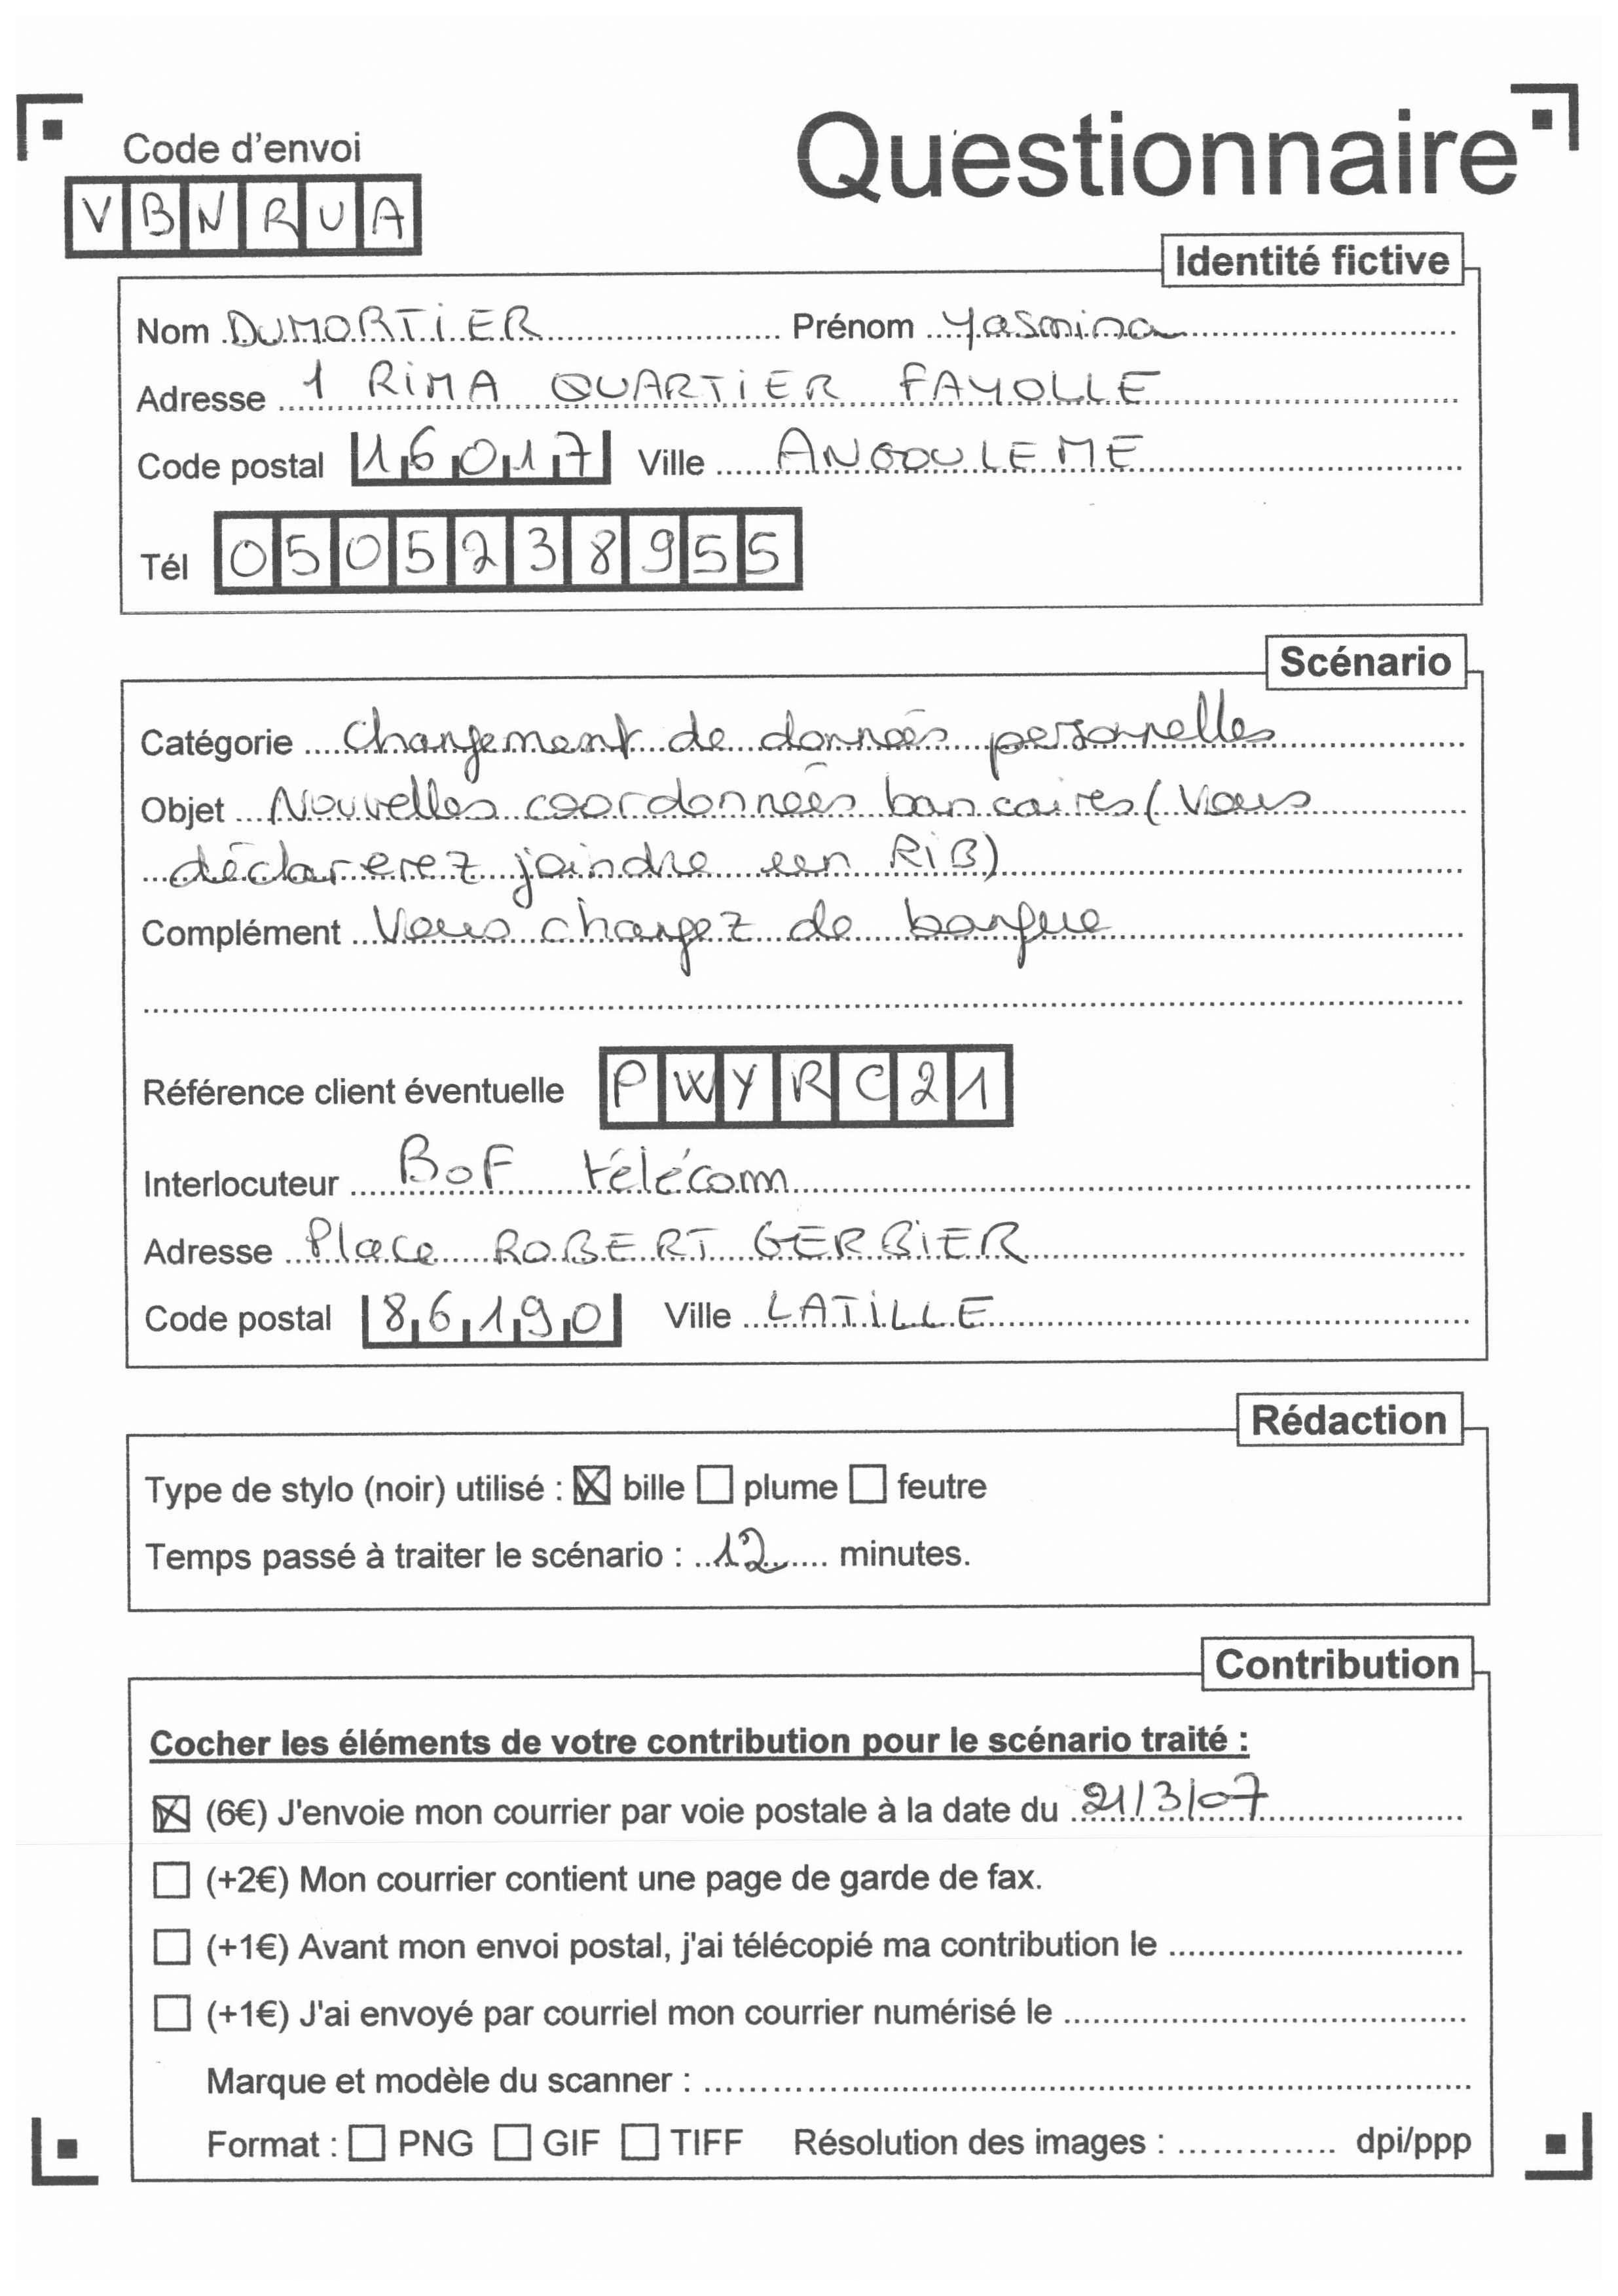 Code d'envoi
Questionnaire
VBNRUA
Identité fictive
Nom DUMORTIER Prénom Yasmina
Adresse 1 RIMA QUARTIER FAYOLLE
Code postal 16017 Ville ANGOULEME
Tél 0505238955
Scénario
Catégorie Changement de données personnelles
Objet Nouvelles coordonnées bancaires (Vous
déclarerez joindre un RIB)
Complément Vous changez de banque
Référence client éventuelle PWYRC21
Interlocuteur BoF télécom
Adresse Place ROBERT GERBIER
Code postal 86190 Ville LATILLE
Rédaction
Type de stylo (noir) utilisé : ☒ bille ☐ plume ☐ feutre
Temps passé à traiter le scénario : 12 minutes.
Contribution
Cocher les éléments de votre contribution pour le scénario traité :
☒ (6€) J'envoie mon courrier par voie postale à la date du 21/3/07
☐ (+2€) Mon courrier contient une page de garde de fax.
☐ (+1€) Avant mon envoi postal, j'ai télécopié ma contribution le
☐ (+1€) J'ai envoyé par courriel mon courrier numérisé le
Marque et modèle du scanner :
Format : ☐ PNG ☐ GIF ☐ TIFF Résolution des images : dpi/ppp